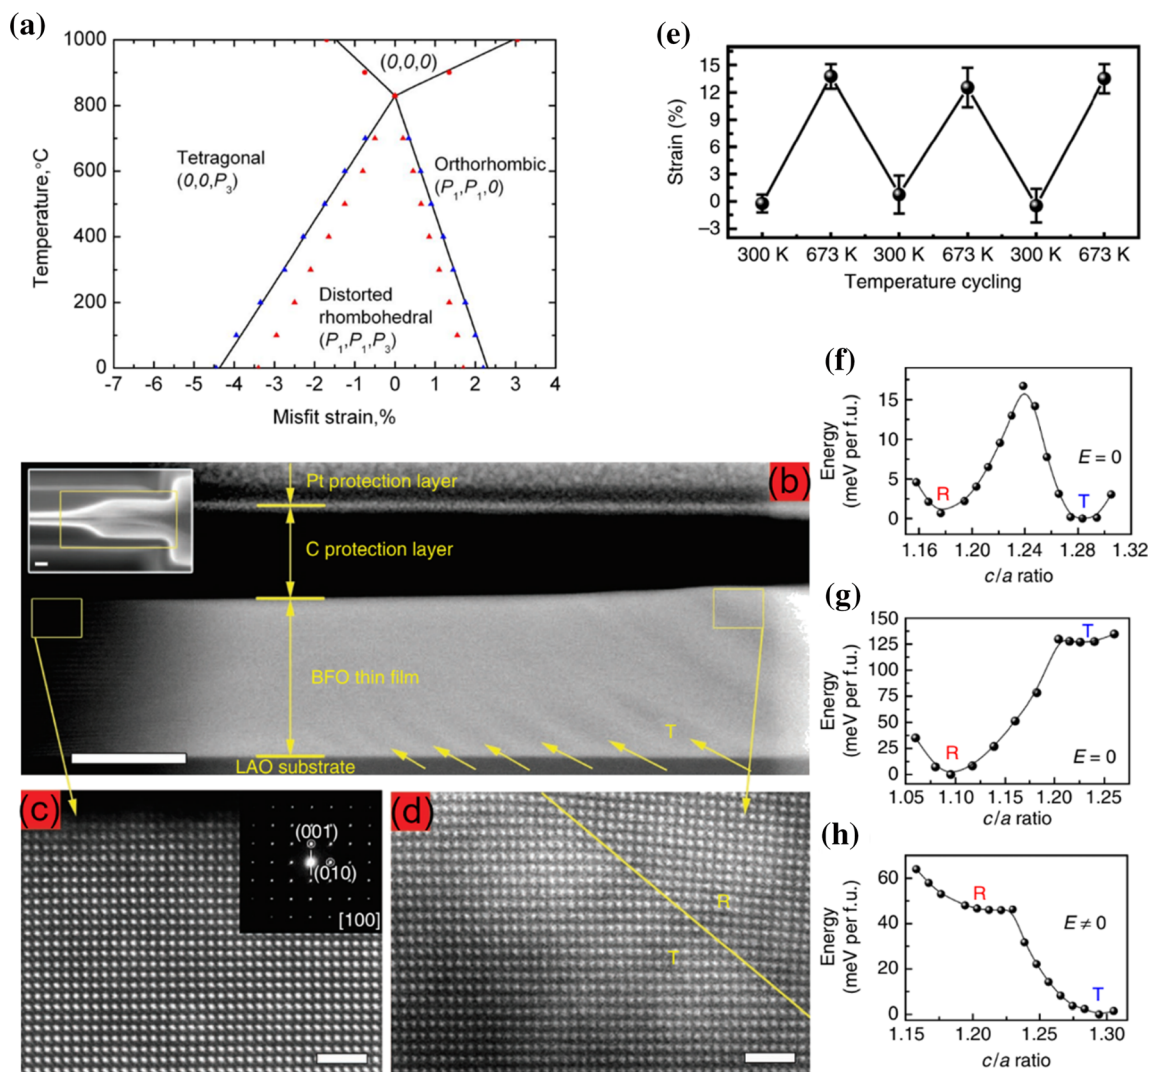 (a)
1000
800
600
400
200
0
Temperature,°C
(0,0,0)
Tetragonal
(0,0,P3)
Orthorhombic
(P1,P1,0)
Distorted
rhombohedral
(P1,P1,P3)
-7 -6 -5 -4 -3 -2 -1 0 1 2 3 4
Misfit strain,%
(e)
15
12
9
6
3
0
–3
Strain (%)
300 K 673 K 300 K 673 K 300 K 673 K
Temperature cycling
(b)
Pt protection layer
C protection layer
BFO thin film
T
LAO substrate
(c)
(001)
(010)
[100]
(d)
R
T
(f)
15
10
5
0
Energy
(meV per f.u.)
R
E = 0
T
1.16 1.20 1.24 1.28 1.32
c/a ratio
(g)
150
125
100
75
50
25
0
Energy
(meV per f.u.)
T
R
E = 0
1.05 1.10 1.15 1.20 1.25
c/a ratio
(h)
60
40
20
0
Energy
(meV per f.u.)
R
E ≠ 0
T
1.15 1.20 1.25 1.30
c/a ratio